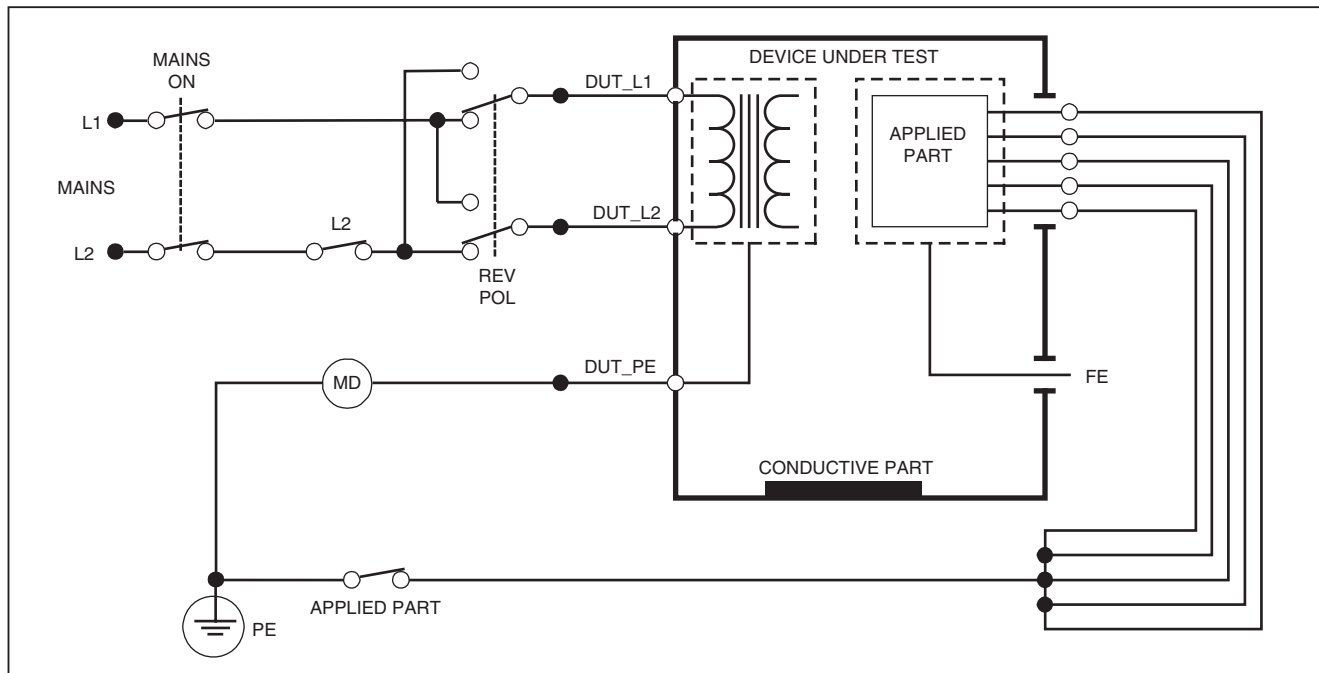 MAINS
ON
DEVICE UNDER TEST
DUT_L1
L1
APPLIED
PART
MAINS
L2
DUT_L2
L2
REV
POL
DUT_PE
MD
FE
CONDUCTIVE PART
APPLIED PART
PE